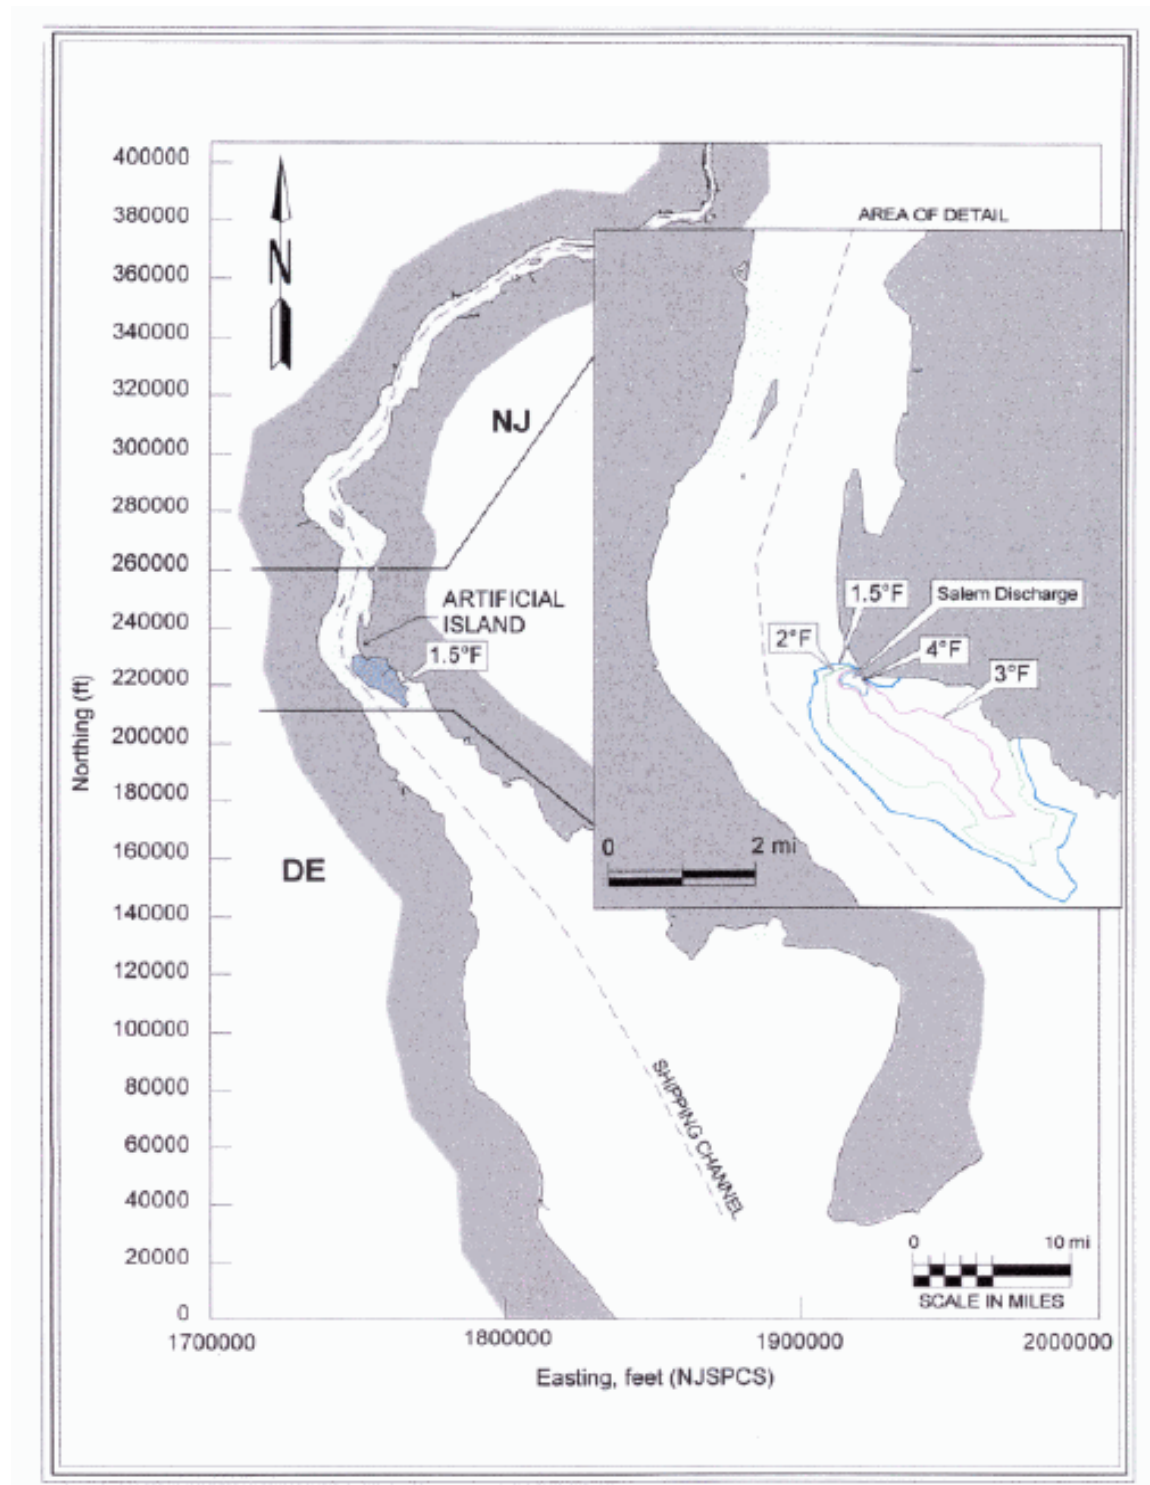 400000
380000
360000
340000
320000
300000
280000
260000
240000
220000
200000
180000
160000
140000
120000
100000
80000
60000
40000
20000
0
Northing (ft)
N
AREA OF DETAIL
NJ
ARTIFICIAL
ISLAND
1.5°F
DE
1.5°F
Salem Discharge
2°F
4°F
3°F
0 2 mi
SHIPPING CHANNEL
0 10 mi
SCALE IN MILES
1700000 1800000 1900000 2000000
Easting, feet (NJSPCS)